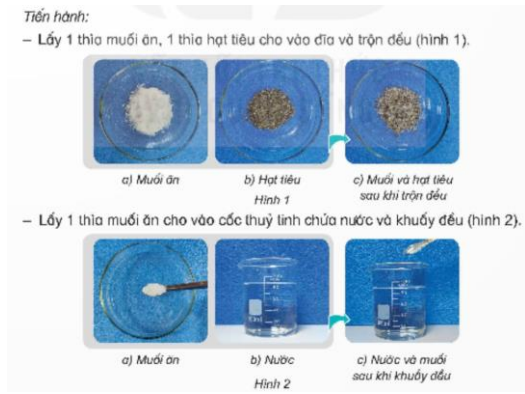 Tiến hành:
– Lấy 1 thìa muối ăn, 1 thìa hạt tiêu cho vào đĩa và trộn đều (hình 1).
a) Muối ăn
b) Hạt tiêu
c) Muối và hạt tiêu
sau khi trộn đều
Hình 1
– Lấy 1 thìa muối ăn cho vào cốc thuỷ tinh chứa nước và khuấy đều (hình 2).
a) Muối ăn
b) Nước
c) Nước và muối
sau khi khuấy đều
Hình 2